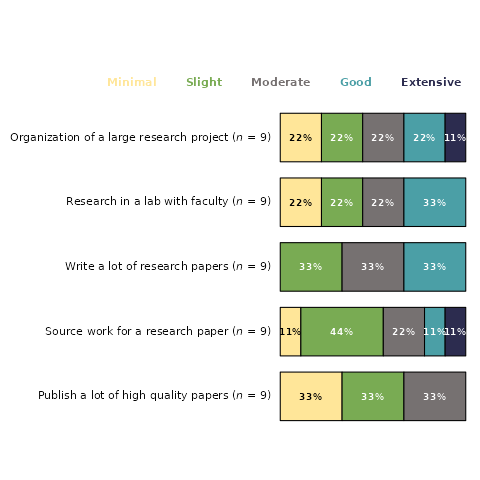 Minimal Slight Moderate Good Extensive
Organization of a large research project (n = 9) 22% 22% 22% 22% 11%
Research in a lab with faculty (n = 9) 22% 22% 22% 33%
Write a lot of research papers (n = 9) 33% 33% 33%
Source work for a research paper (n = 9) 11% 44% 22% 11% 11%
Publish a lot of high quality papers (n = 9) 33% 33% 33%